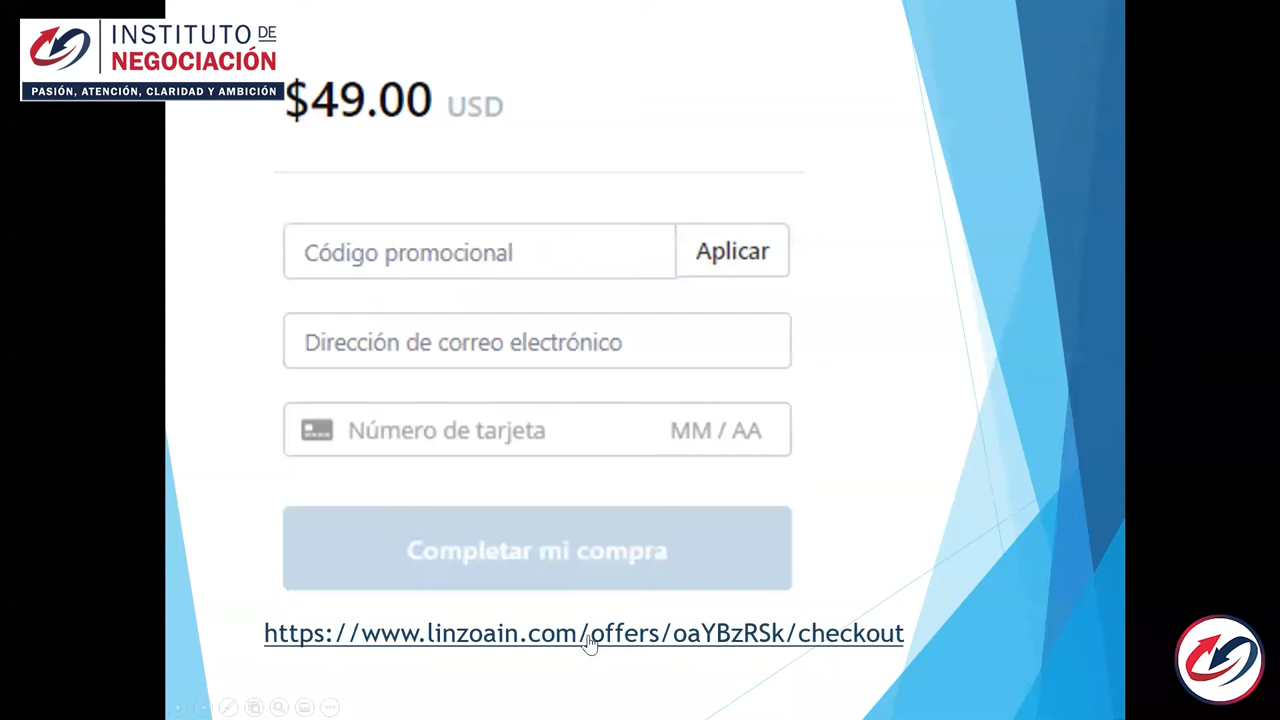 INSTITUTO DE
NEGOCIACIÓN
PASIÓN, ATENCIÓN, CLARIDAD Y AMBICIÓN
$49.00 USD
Código promocional Aplicar
Dirección de correo electrónico
Número de tarjeta MM / AA
Completar mi compra
https://www.linzoain.com/offers/oaYBzRSk/checkout